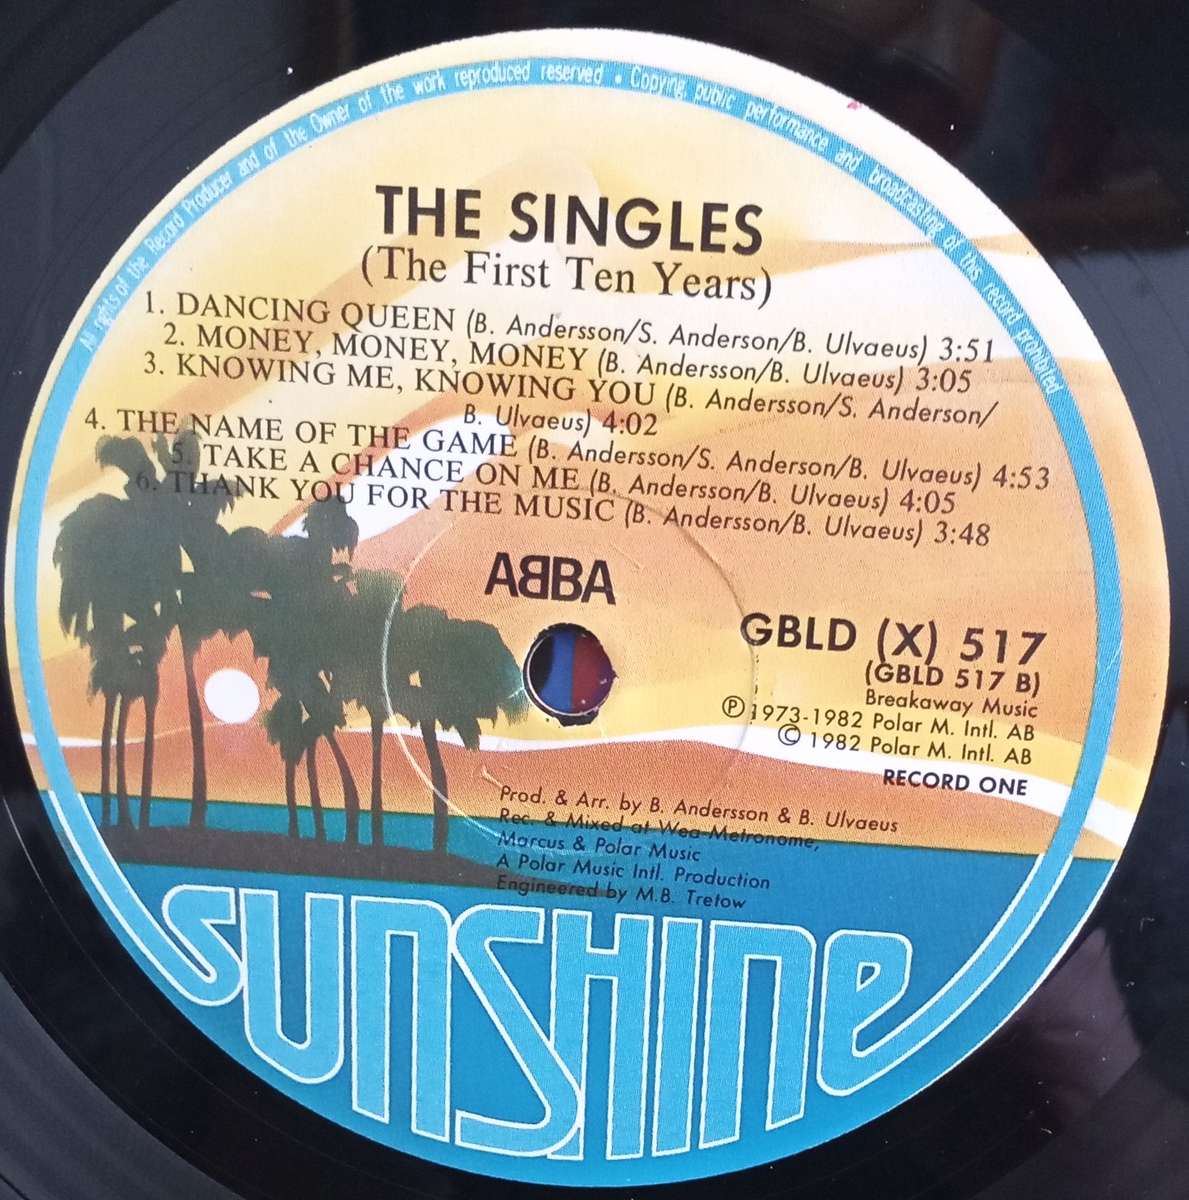 All rights of the Record Producer and of the Owner of the work reproduced reserved • Copying, public performance and broadcasting of this record prohibited
THE SINGLES
(The First Ten Years)
1. DANCING QUEEN (B. Andersson/S. Anderson/B. Ulvaeus) 3:51
2. MONEY, MONEY, MONEY (B. Andersson/B. Ulvaeus) 3:05
3. KNOWING ME, KNOWING YOU (B. Andersson/S. Anderson/
B. Ulvaeus) 4:02
4. THE NAME OF THE GAME (B. Andersson/S. Anderson/B. Ulvaeus) 4:53
5. TAKE A CHANCE ON ME (B. Andersson/B. Ulvaeus) 4:05
6. THANK YOU FOR THE MUSIC (B. Andersson/B. Ulvaeus) 3:48
ABBA
GBLD (X) 517
(GBLD 517 B)
Breakaway Music
Ⓟ 1973-1982 Polar M. Intl. AB
© 1982 Polar M. Intl. AB
RECORD ONE
Prod. & Arr. by B. Andersson & B. Ulvaeus
Rec. & Mixed at Wea-Metronome,
Marcus & Polar Music
A Polar Music Intl. Production
Engineered by M.B. Tretow
SUNSHINE